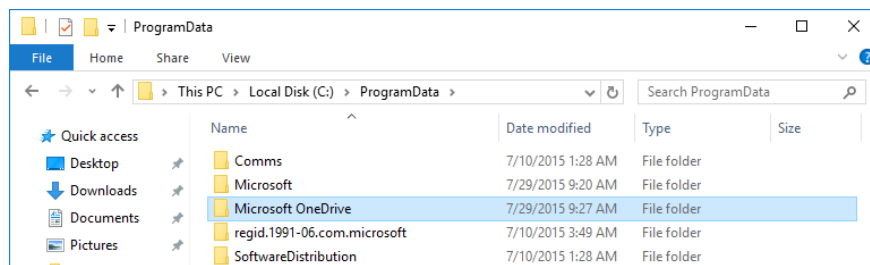 ProgramData
File Home Share View
This PC > Local Disk (C:) > ProgramData >
Search ProgramData
Name Date modified Type Size
Quick access
Desktop
Downloads
Documents
Pictures
Comms 7/10/2015 1:28 AM File folder
Microsoft 7/29/2015 9:20 AM File folder
Microsoft OneDrive 7/29/2015 9:27 AM File folder
regid.1991-06.com.microsoft 7/10/2015 3:49 AM File folder
SoftwareDistribution 7/10/2015 1:28 AM File folder